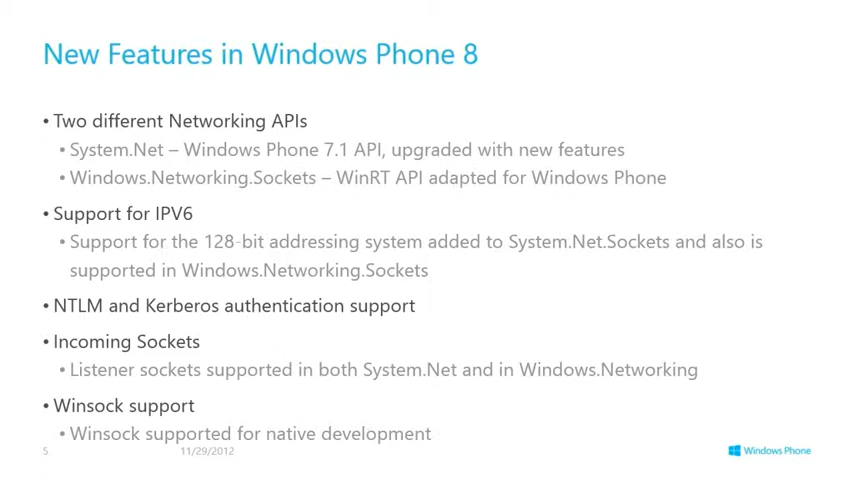 New Features in Windows Phone 8
• Two different Networking APIs
• System.Net – Windows Phone 7.1 API, upgraded with new features
• Windows.Networking.Sockets – WinRT API adapted for Windows Phone
• Support for IPV6
• Support for the 128-bit addressing system added to System.Net.Sockets and also is
supported in Windows.Networking.Sockets
• NTLM and Kerberos authentication support
• Incoming Sockets
• Listener sockets supported in both System.Net and in Windows.Networking
• Winsock support
• Winsock supported for native development
5 11/29/2012 Windows Phone